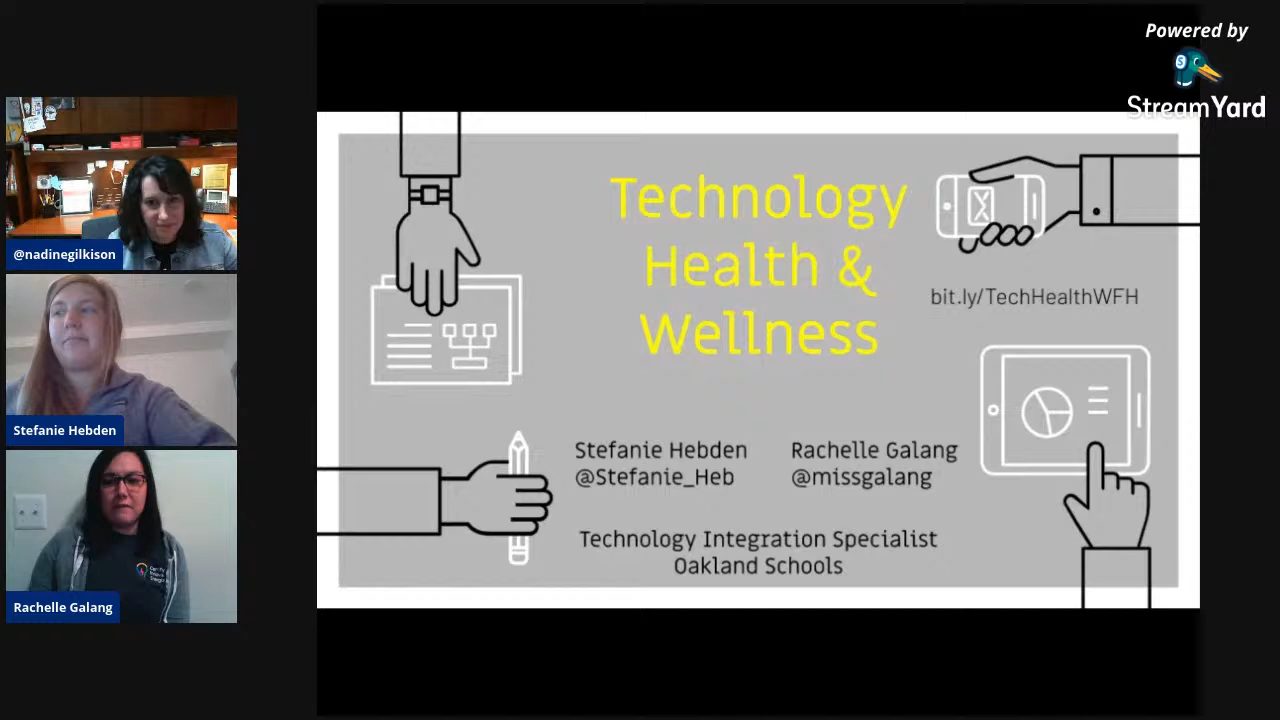 Powered by
StreamYard
@nadinegilkison
Stefanie Hebden
Rachelle Galang
Technology
Health &
Wellness
bit.ly/TechHealthWFH
Stefanie Hebden
@Stefanie_Heb
Rachelle Galang
@missgalang
Technology Integration Specialist
Oakland Schools